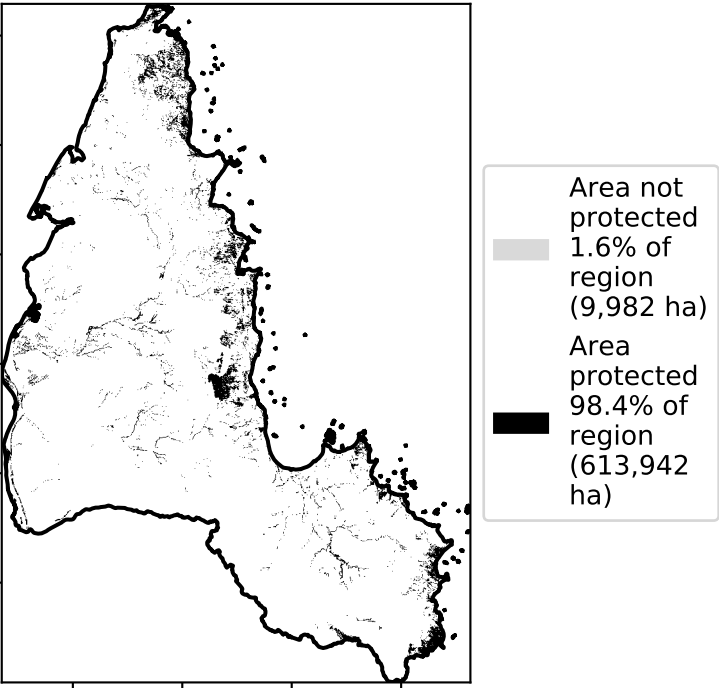 Area not
protected
1.6% of
region
(9,982 ha)
Area
protected
98.4% of
region
(613,942
ha)